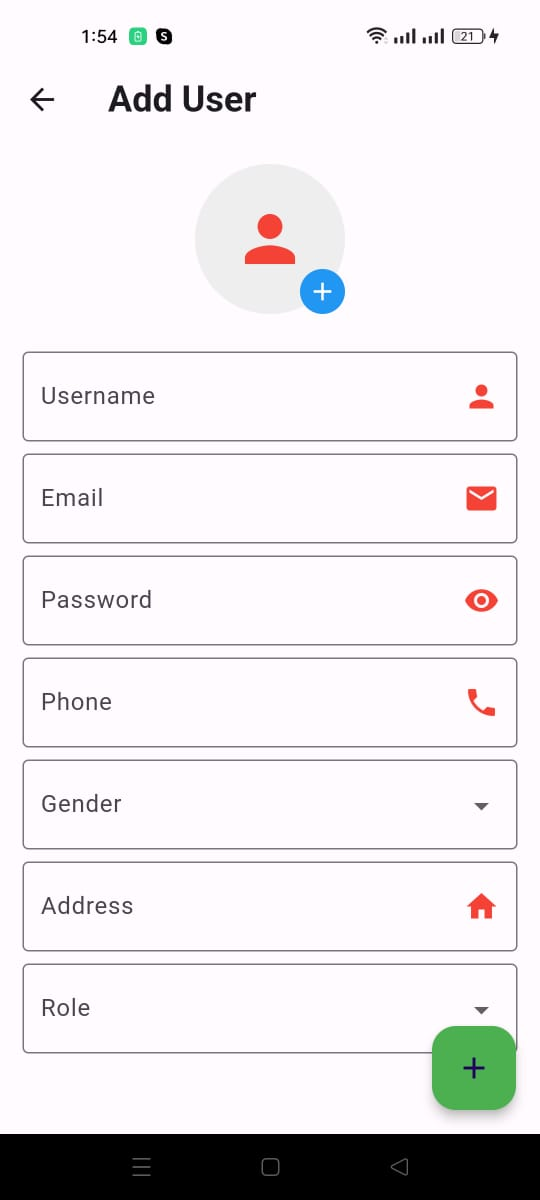 1:54
S
21
Add User
Username
Email
Password
Phone
Gender
Address
Role